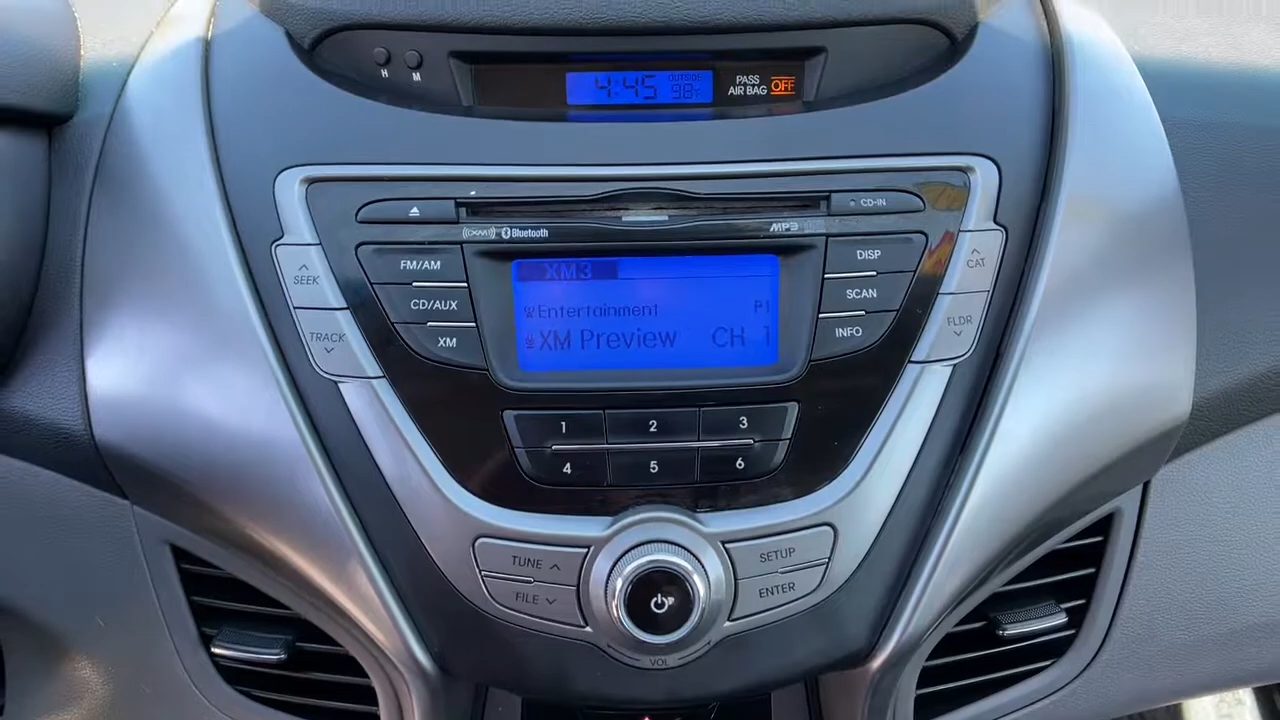 H M
4:45 OUTSIDE 98°F
PASS AIR BAG OFF
CD-IN
((XM)) Bluetooth MP3
SEEK
FM/AM
DISP
CAT
CD/AUX
SCAN
TRACK
XM
INFO
FLDR
XM3
Entertainment P1
XM Preview CH 1
1 2 3
4 5 6
TUNE
SETUP
FILE
ENTER
VOL